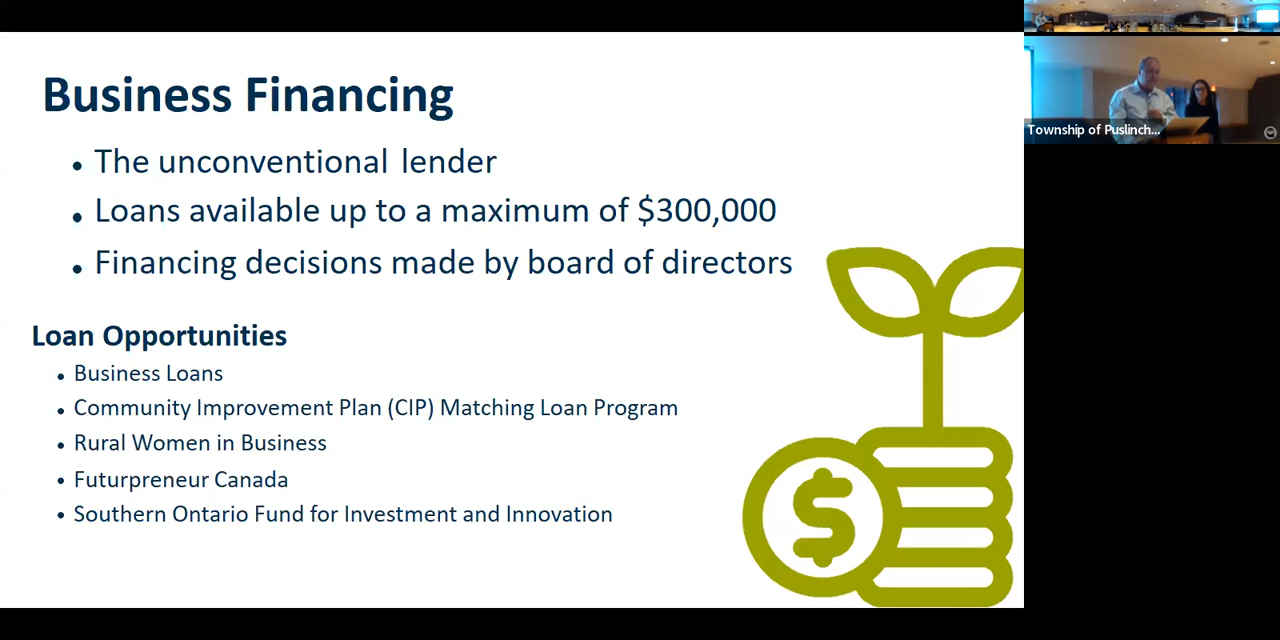 Business Financing
• The unconventional lender
• Loans available up to a maximum of $300,000
• Financing decisions made by board of directors
Loan Opportunities
• Business Loans
• Community Improvement Plan (CIP) Matching Loan Program
• Rural Women in Business
• Futurpreneur Canada
• Southern Ontario Fund for Investment and Innovation
$
Township of Puslinch...